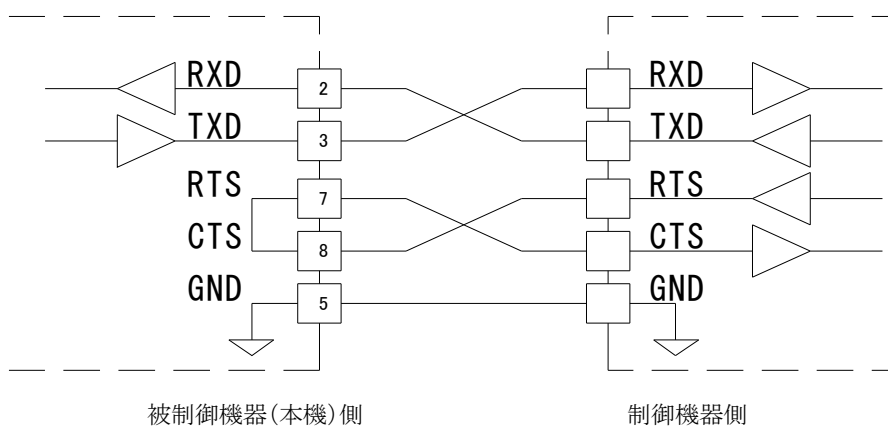 RXD 2 RXD
TXD 3 TXD
RTS 7 RTS
CTS 8 CTS
GND 5 GND
被制御機器(本機)側 制御機器側